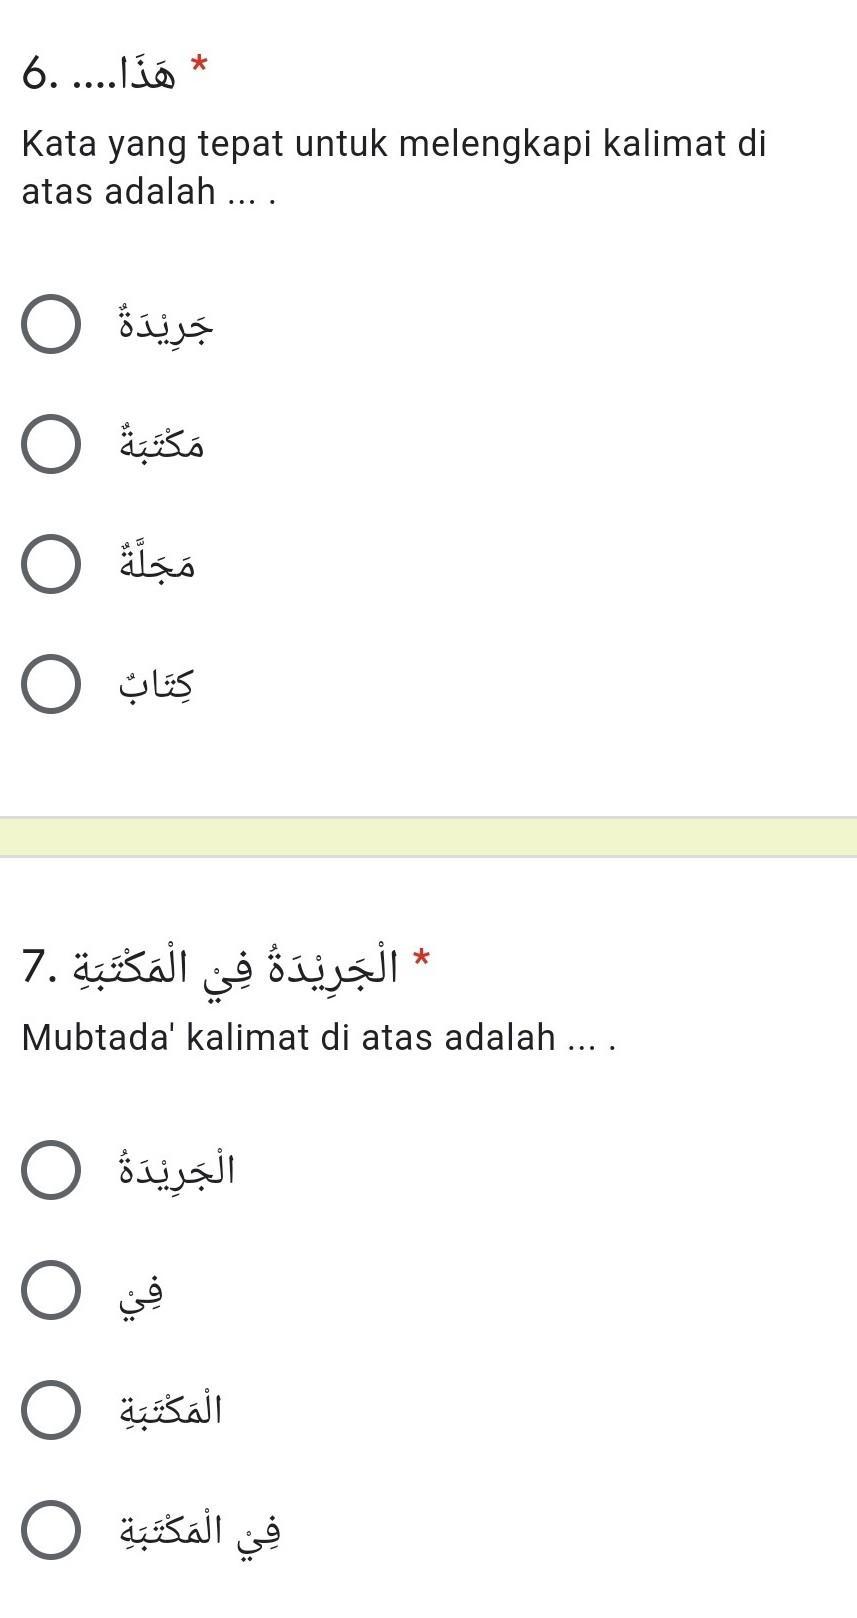 6. هَذَا.... *
Kata yang tepat untuk melengkapi kalimat di
atas adalah ... .
جَرِيْدَةٌ
مَكْتَبَةٌ
مَجَلَّةٌ
كِتَابٌ
7. الْجَرِيْدَةُ فِيْ الْمَكْتَبَةِ *
Mubtada' kalimat di atas adalah ... .
الْجَرِيْدَةُ
فِيْ
الْمَكْتَبَةِ
فِيْ الْمَكْتَبَةِ